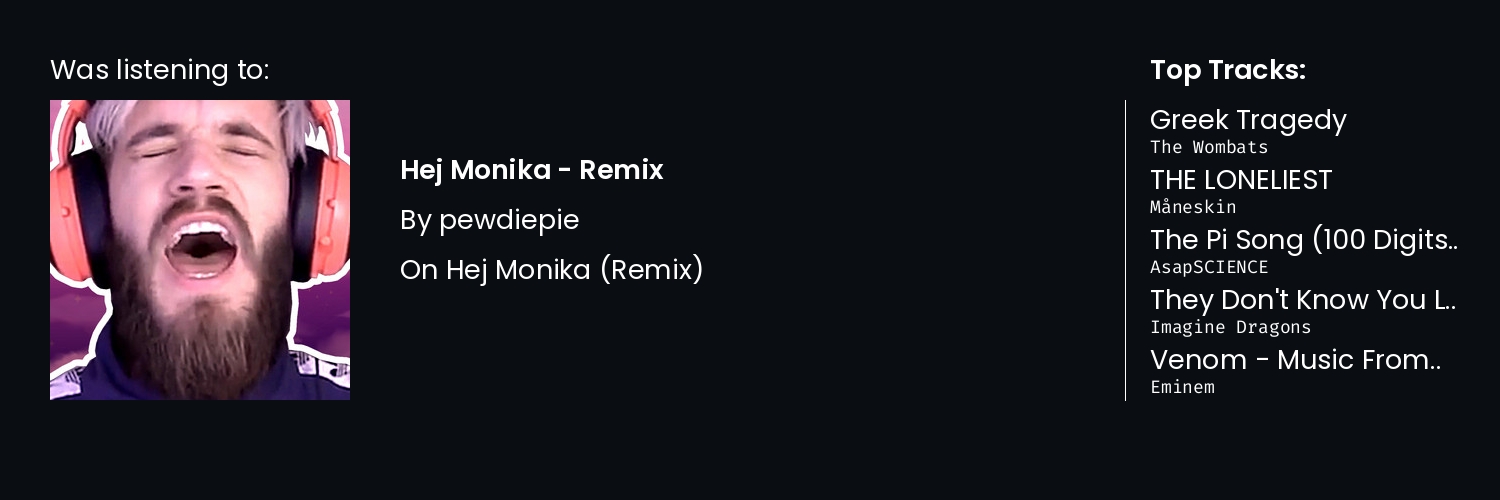 Was listening to:
Hej Monika - Remix
By pewdiepie
On Hej Monika (Remix)
Top Tracks:
Greek Tragedy
The Wombats
THE LONELIEST
Måneskin
The Pi Song (100 Digits..
AsapSCIENCE
They Don't Know You L..
Imagine Dragons
Venom - Music From..
Eminem